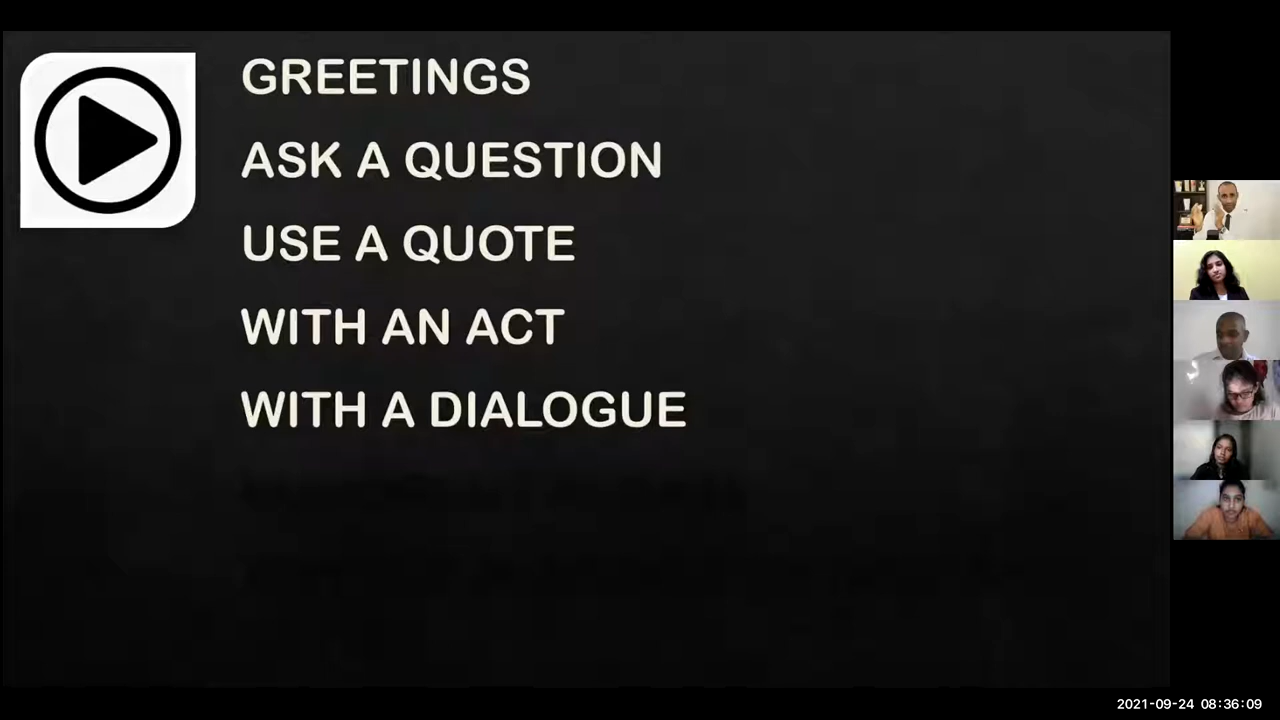 GREETINGS
ASK A QUESTION
USE A QUOTE
WITH AN ACT
WITH A DIALOGUE
2021-09-24 08:36:09